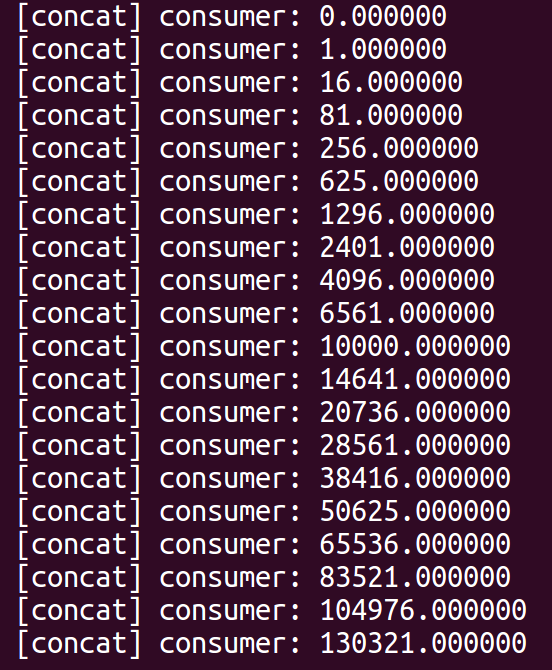 [concat] consumer: 0.000000
[concat] consumer: 1.000000
[concat] consumer: 16.000000
[concat] consumer: 81.000000
[concat] consumer: 256.000000
[concat] consumer: 625.000000
[concat] consumer: 1296.000000
[concat] consumer: 2401.000000
[concat] consumer: 4096.000000
[concat] consumer: 6561.000000
[concat] consumer: 10000.000000
[concat] consumer: 14641.000000
[concat] consumer: 20736.000000
[concat] consumer: 28561.000000
[concat] consumer: 38416.000000
[concat] consumer: 50625.000000
[concat] consumer: 65536.000000
[concat] consumer: 83521.000000
[concat] consumer: 104976.000000
[concat] consumer: 130321.000000